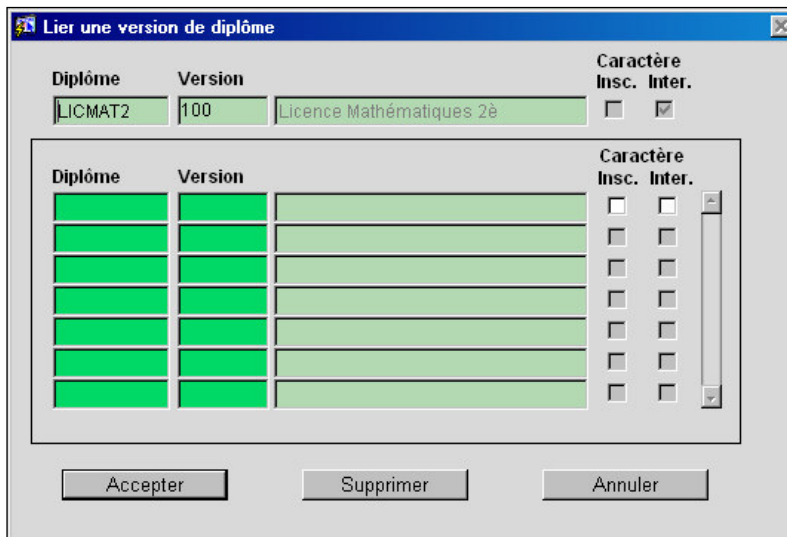 Lier une version de diplôme
Caractère
Diplôme Version Insc. Inter.
LICMAT2 100 Licence Mathématiques 2è
Caractère
Diplôme Version Insc. Inter.
Accepter Supprimer Annuler